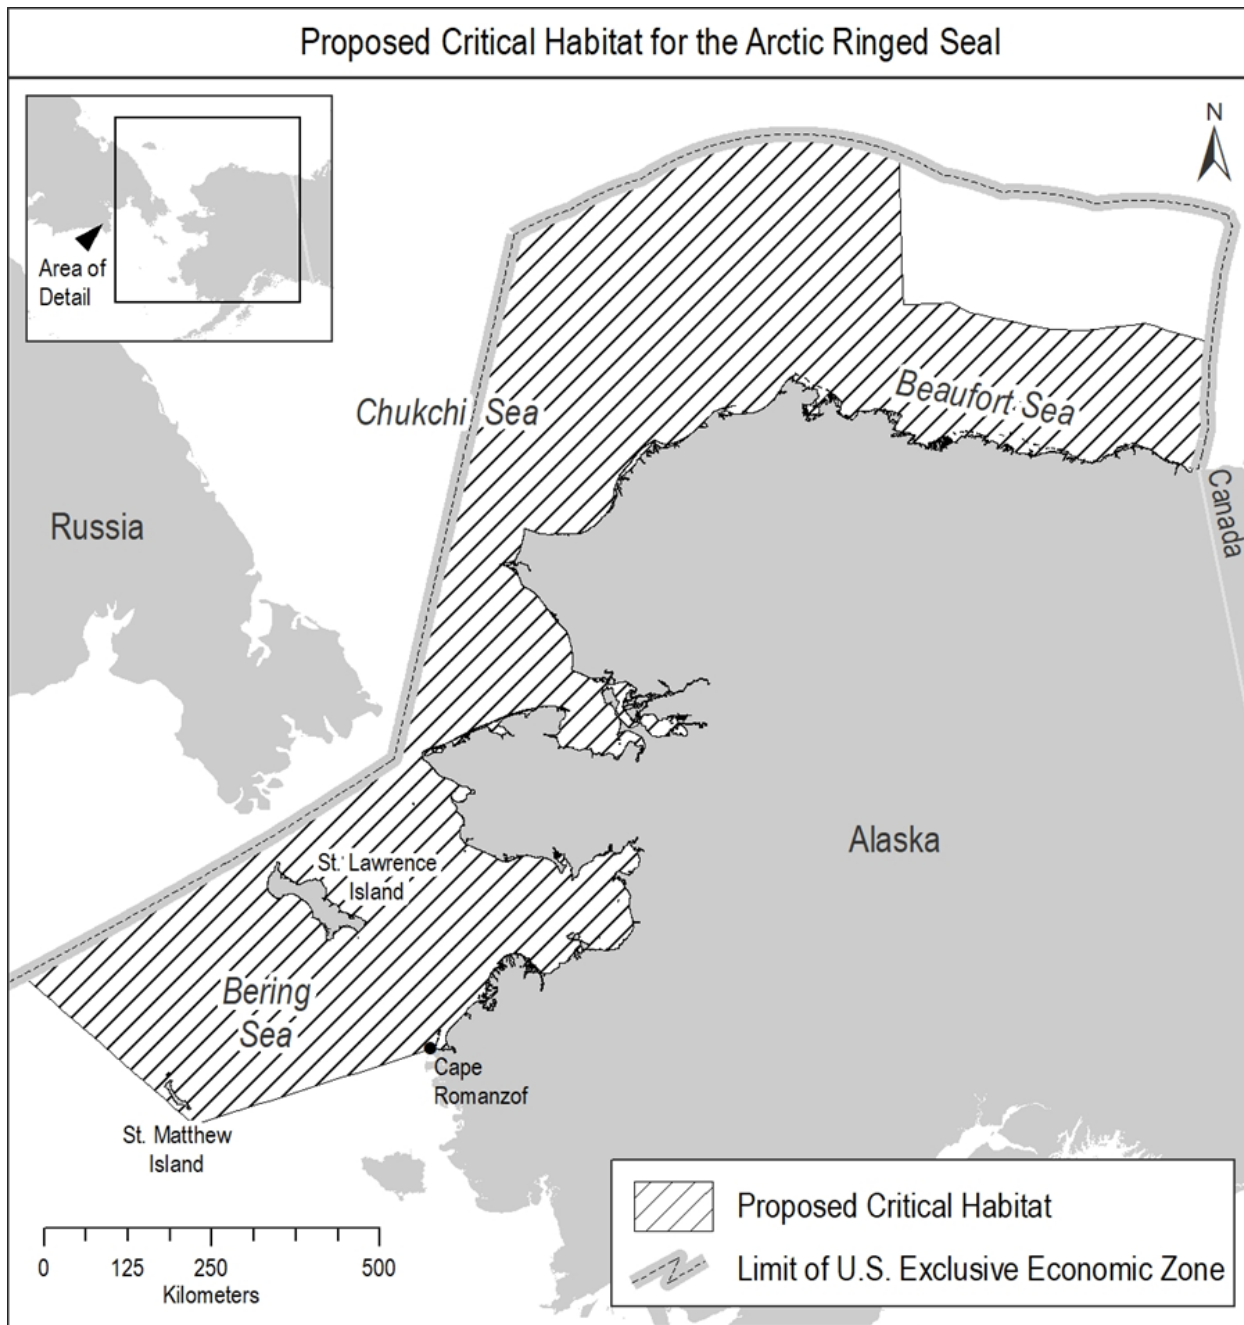 Proposed Critical Habitat for the Arctic Ringed Seal
N
Area of
Detail
Chukchi Sea
Beaufort Sea
Russia
Canada
Alaska
St. Lawrence
Island
Bering
Sea
Cape
Romanzof
St. Matthew
Island
Proposed Critical Habitat
Limit of U.S. Exclusive Economic Zone
0 125 250 500
Kilometers